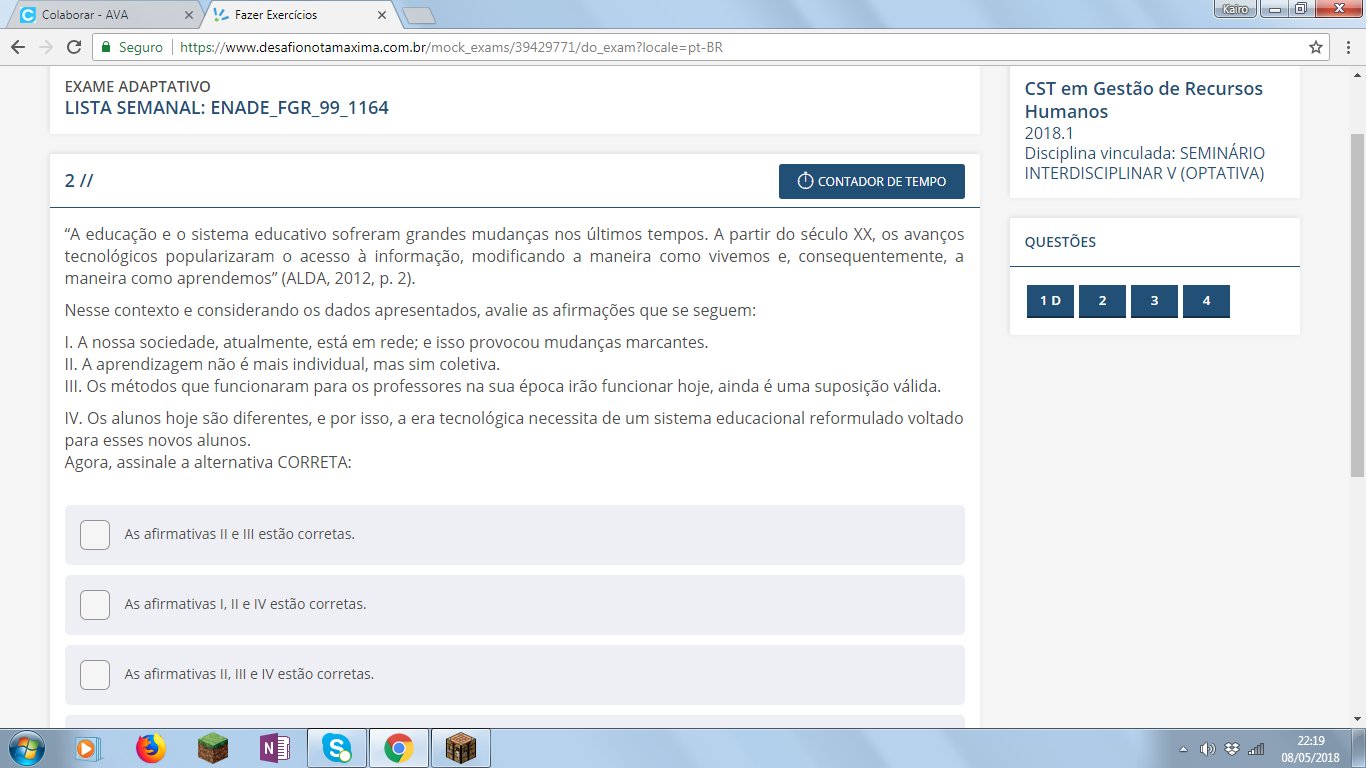 Colaborar - AVA
Fazer Exercícios
Kairo
Seguro
https://www.desafionotamaxima.com.br/mock_exams/39429771/do_exam?locale=pt-BR
EXAME ADAPTATIVO
LISTA SEMANAL: ENADE_FGR_99_1164
2 //
CONTADOR DE TEMPO
“A educação e o sistema educativo sofreram grandes mudanças nos últimos tempos. A partir do século XX, os avanços
tecnológicos popularizaram o acesso à informação, modificando a maneira como vivemos e, consequentemente, a
maneira como aprendemos” (ALDA, 2012, p. 2).
Nesse contexto e considerando os dados apresentados, avalie as afirmações que se seguem:
I. A nossa sociedade, atualmente, está em rede; e isso provocou mudanças marcantes.
II. A aprendizagem não é mais individual, mas sim coletiva.
III. Os métodos que funcionaram para os professores na sua época irão funcionar hoje, ainda é uma suposição válida.
IV. Os alunos hoje são diferentes, e por isso, a era tecnológica necessita de um sistema educacional reformulado voltado
para esses novos alunos.
Agora, assinale a alternativa CORRETA:
As afirmativas II e III estão corretas.
As afirmativas I, II e IV estão corretas.
As afirmativas II, III e IV estão corretas.
CST em Gestão de Recursos
Humanos
2018.1
Disciplina vinculada: SEMINÁRIO
INTERDISCIPLINAR V (OPTATIVA)
QUESTÕES
1 D
2
3
4
22:19
08/05/2018